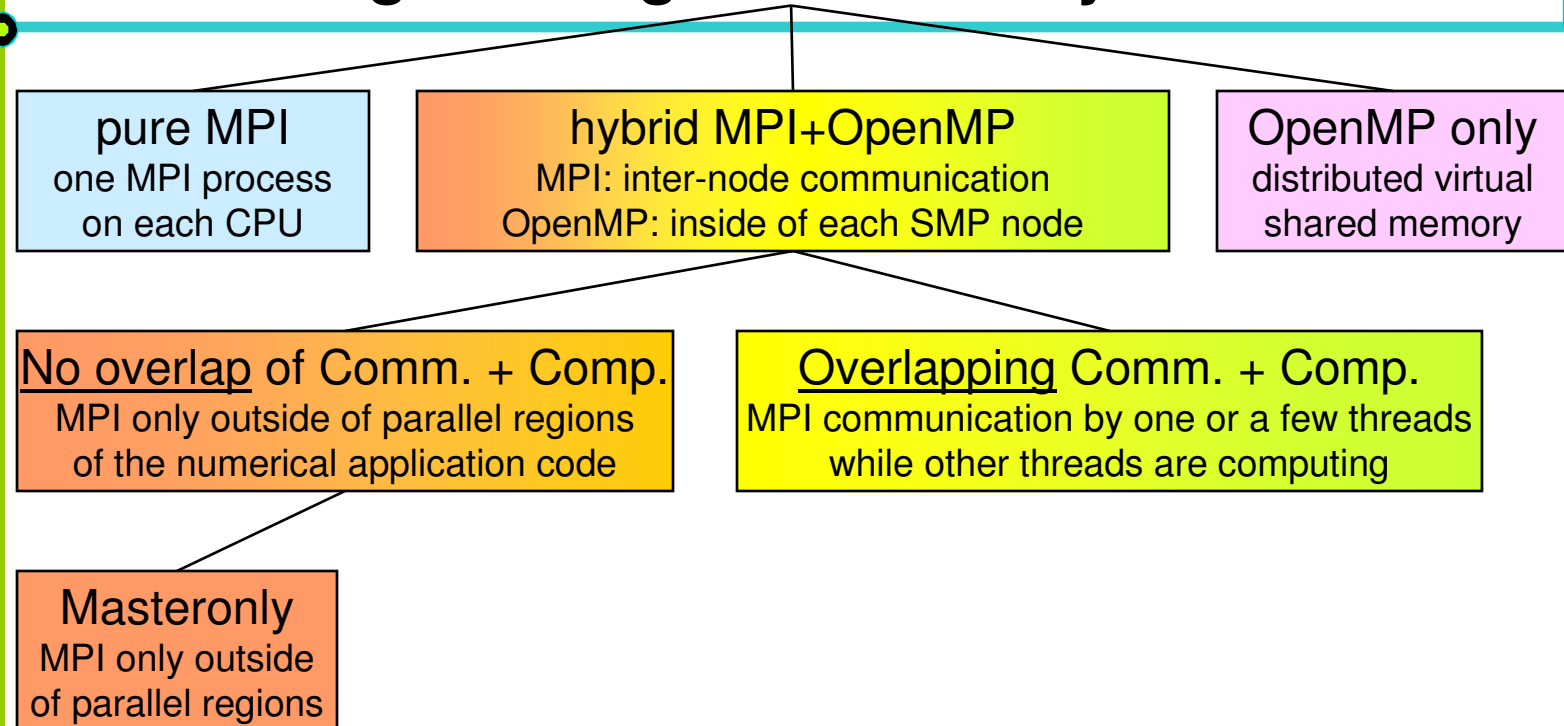 pure MPI
one MPI process
on each CPU
hybrid MPI+OpenMP
MPI: inter-node communication
OpenMP: inside of each SMP node
OpenMP only
distributed virtual
shared memory
No overlap of Comm. + Comp.
MPI only outside of parallel regions
of the numerical application code
Overlapping Comm. + Comp.
MPI communication by one or a few threads
while other threads are computing
Masteronly
MPI only outside
of parallel regions